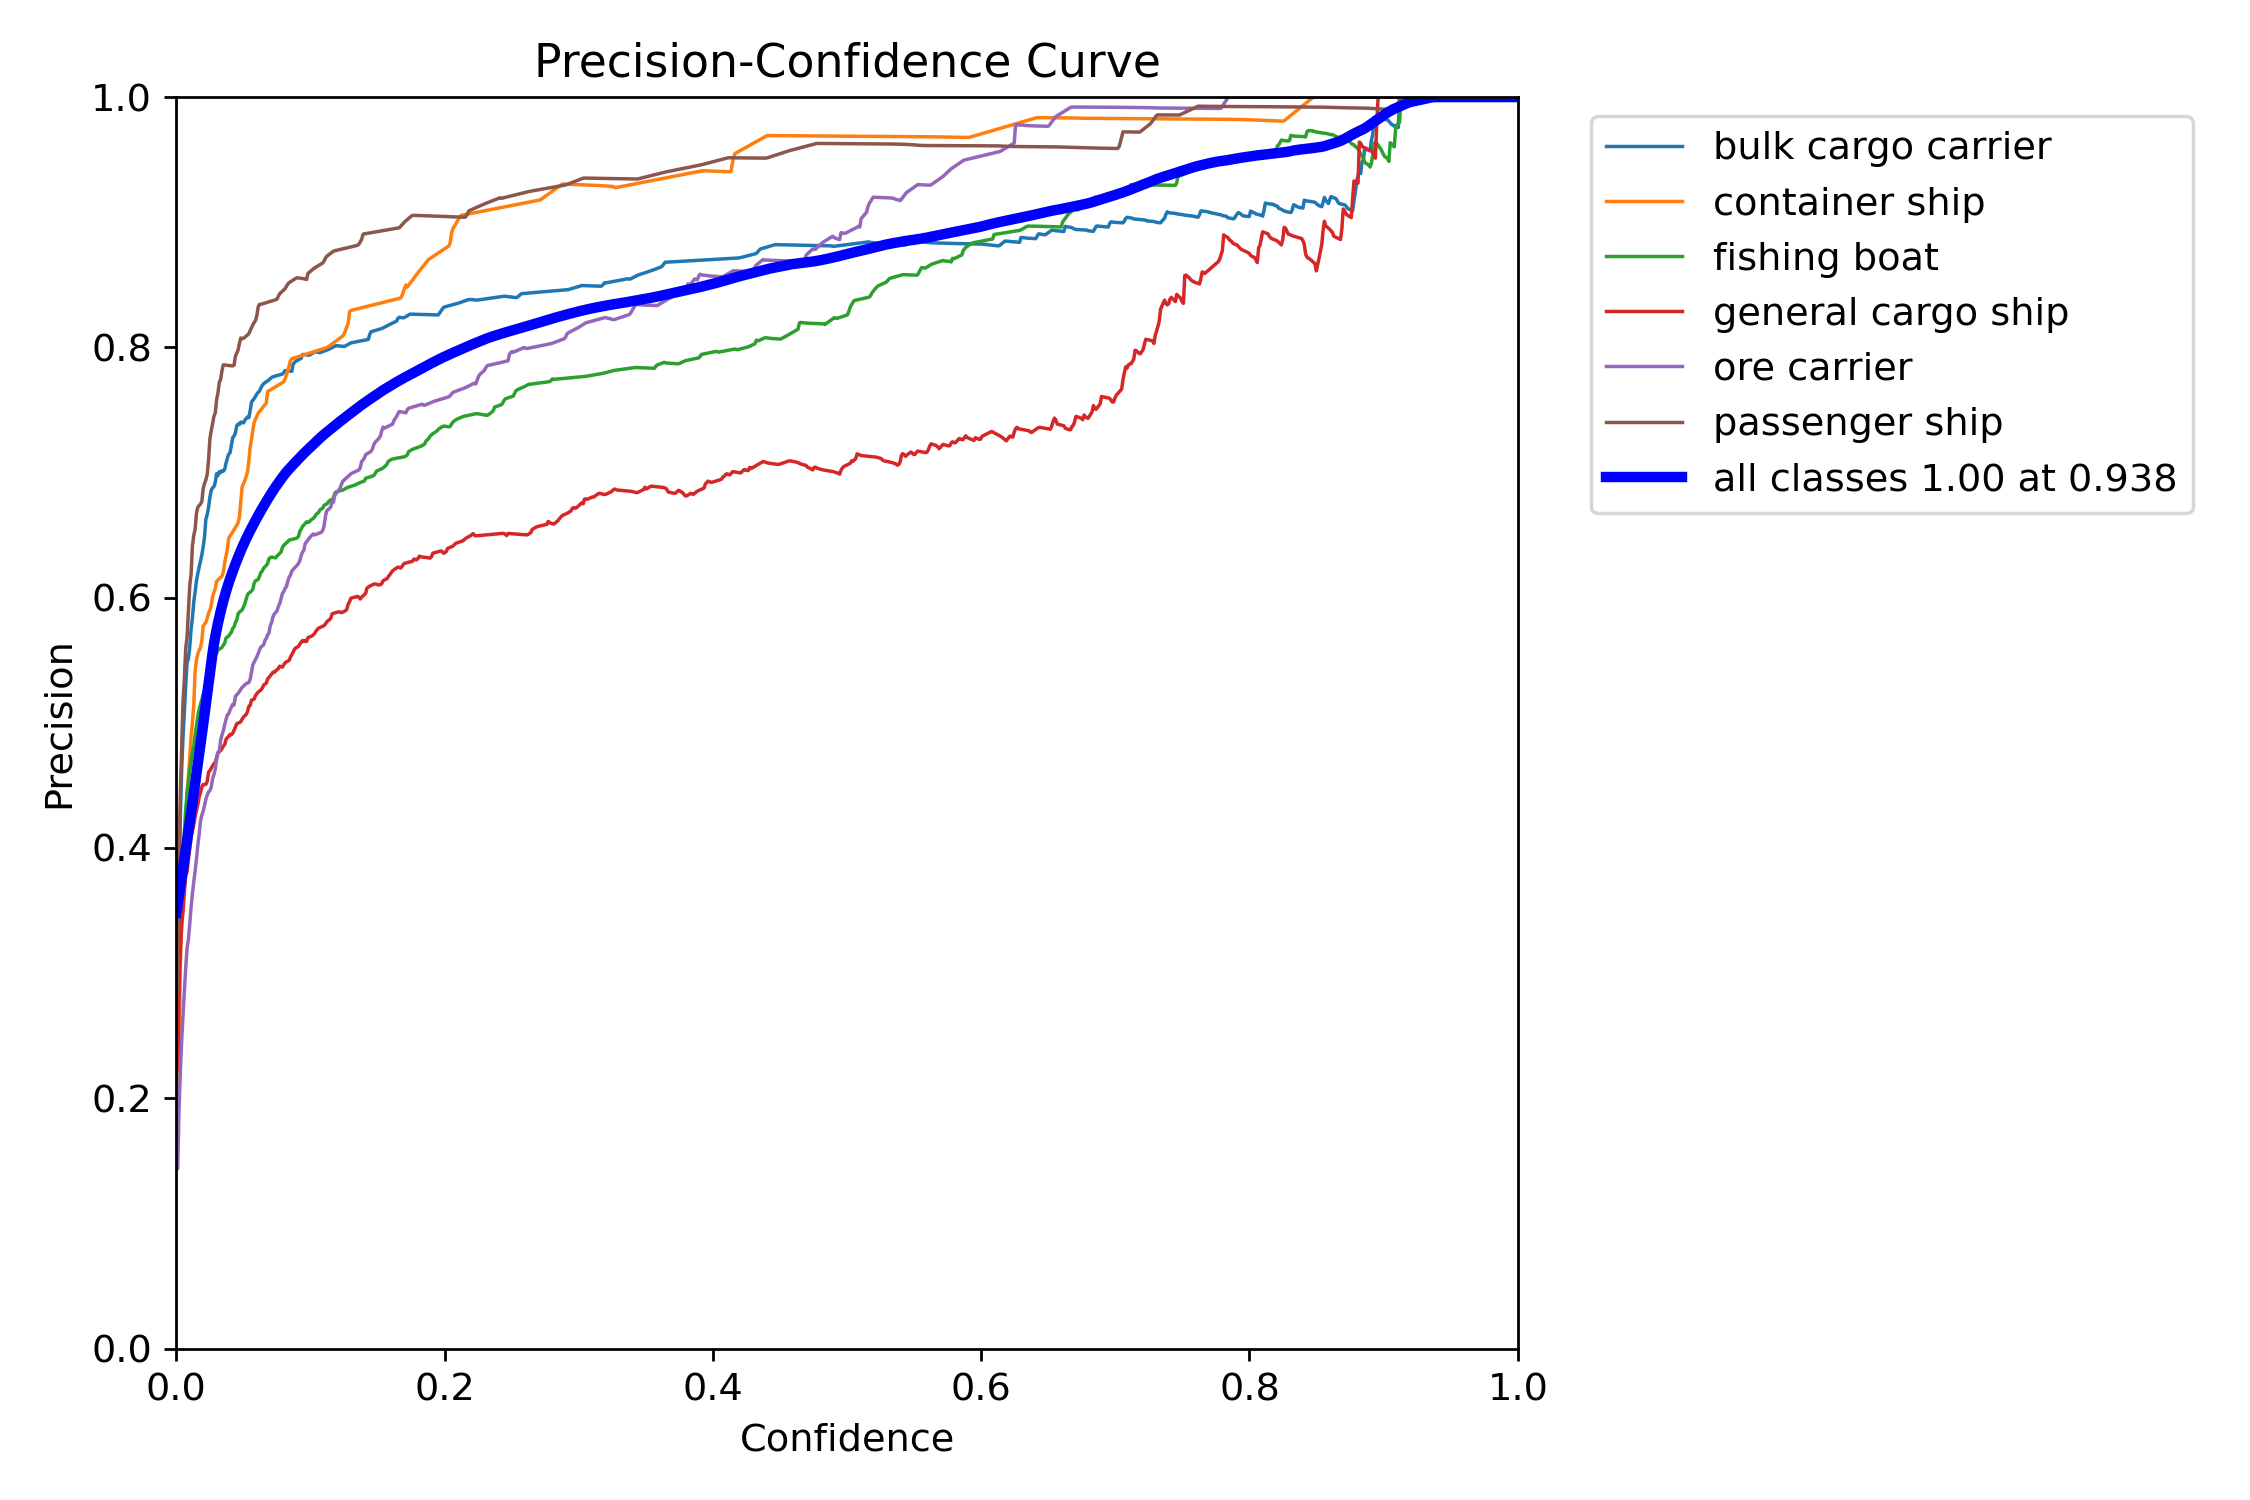 Precision-Confidence Curve
1.0
0.8
0.6
0.4
0.2
0.0
Precision
0.0 0.2 0.4 0.6 0.8 1.0
Confidence
bulk cargo carrier
container ship
fishing boat
general cargo ship
ore carrier
passenger ship
all classes 1.00 at 0.938